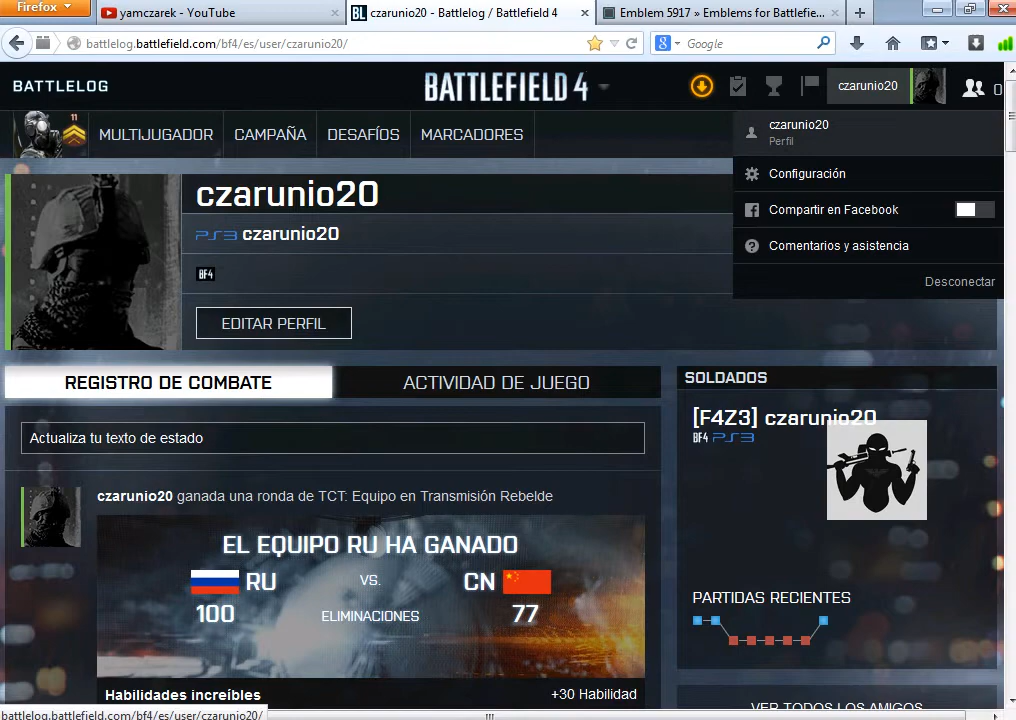 Firefox
yamczarek - YouTube
czarunio20 - Battlelog / Battlefield 4
Emblem 5917 » Emblems for Battlefie...
battlelog.battlefield.com/bf4/es/user/czarunio20/
Google
BATTLELOG
BATTLEFIELD 4
czarunio20
0
11
MULTIJUGADOR
CAMPAÑA
DESAFÍOS
MARCADORES
czarunio20
Perfil
Configuración
Compartir en Facebook
Comentarios y asistencia
Desconectar
czarunio20
PS3 czarunio20
BF4
EDITAR PERFIL
REGISTRO DE COMBATE
ACTIVIDAD DE JUEGO
Actualiza tu texto de estado
czarunio20 ganada una ronda de TCT: Equipo en Transmisión Rebelde
EL EQUIPO RU HA GANADO
RU VS. CN
100 ELIMINACIONES 77
Habilidades increíbles +30 Habilidad
SOLDADOS
[F4Z3] czarunio20
BF4 PS3
PARTIDAS RECIENTES
VER TODOS LOS AMIGOS
battlelog.battlefield.com/bf4/es/user/czarunio20/